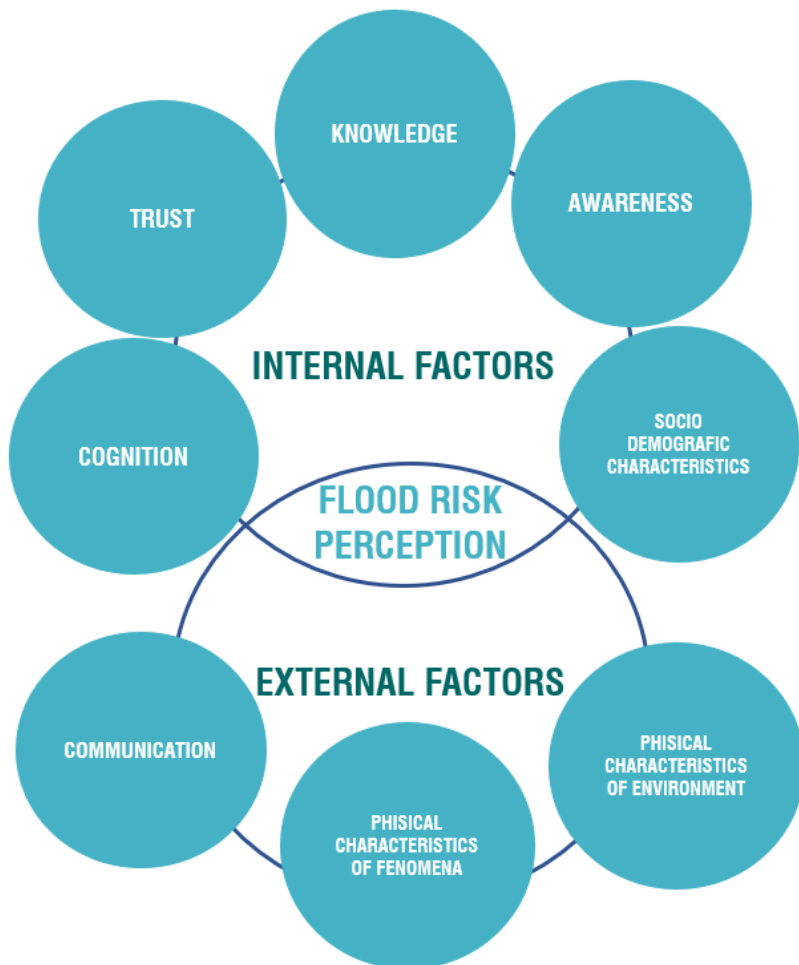 KNOWLEDGE
TRUST
AWARENESS
INTERNAL FACTORS
COGNITION
SOCIO
DEMOGRAFIC
CHARACTERISTICS
FLOOD RISK
PERCEPTION
EXTERNAL FACTORS
COMMUNICATION
PHISICAL
CHARACTERISTICS
OF ENVIRONMENT
PHISICAL
CHARACTERISTICS
OF FENOMENA